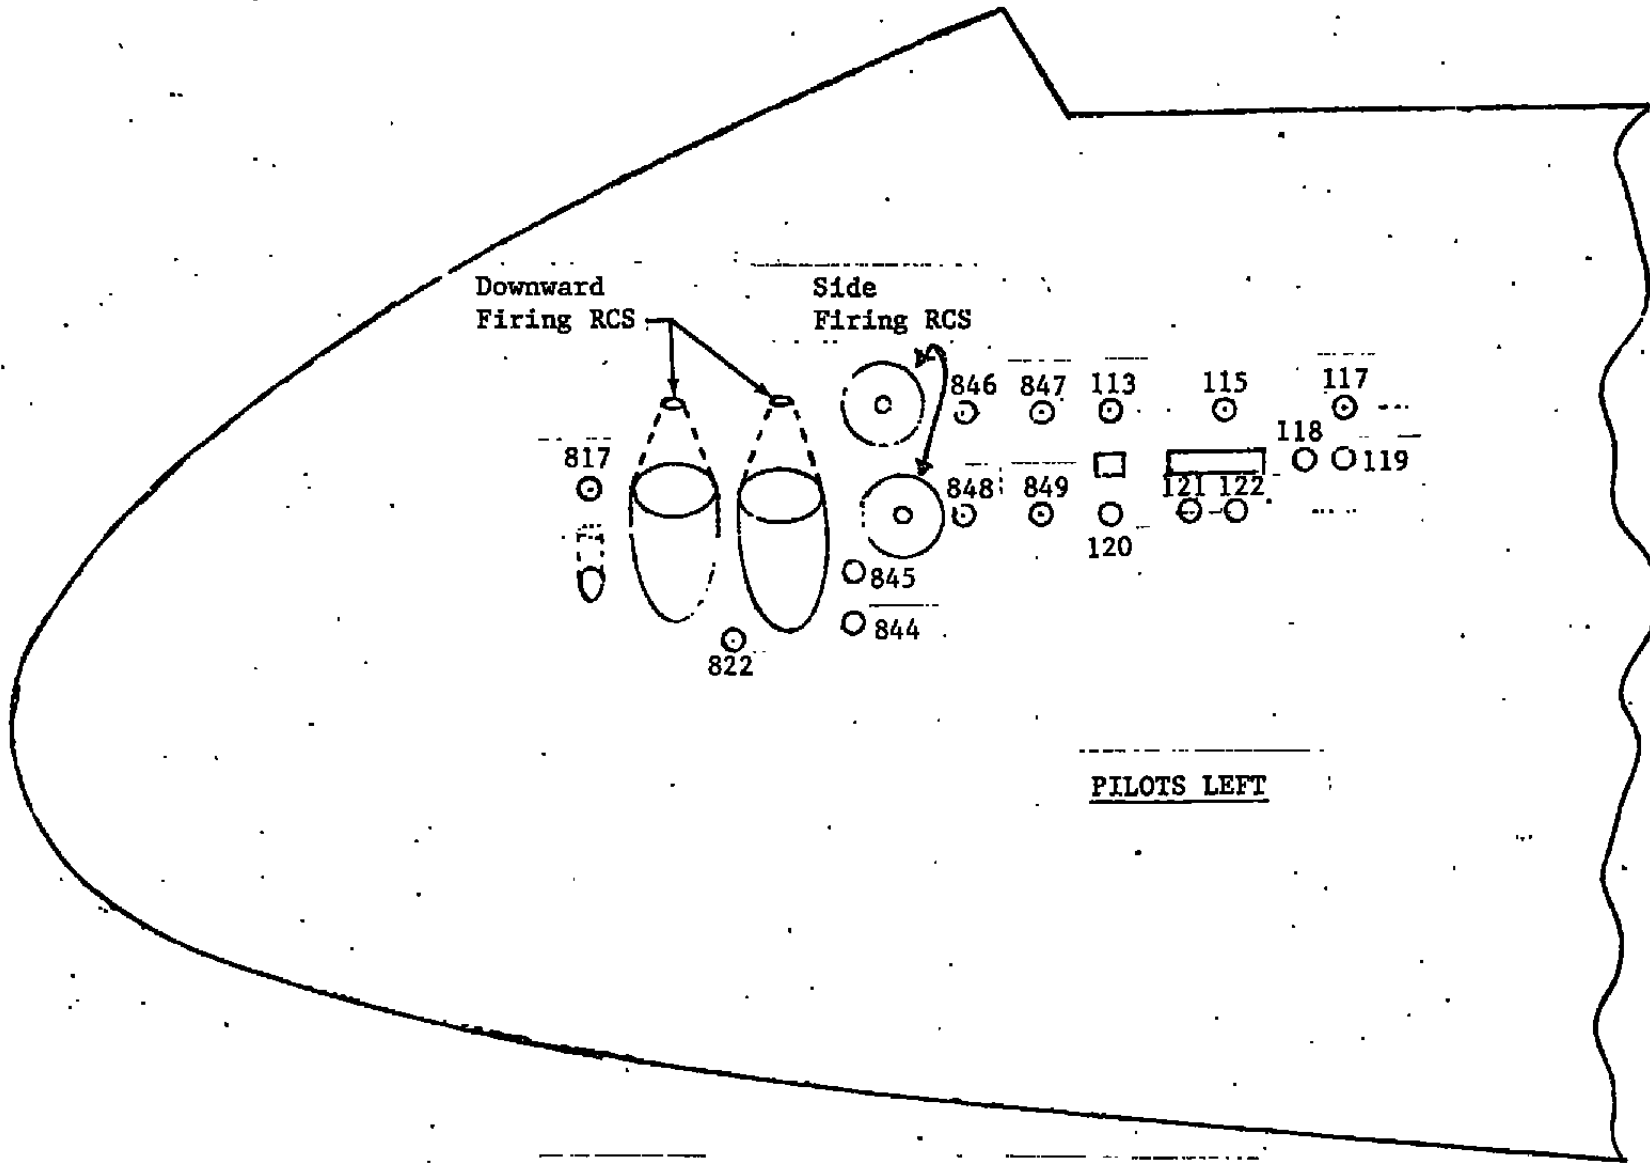 Downward
Firing RCS
Side
Firing RCS
846 847 113 115 117
118
817
119
848 849 121 122
120
845
844
822
PILOTS LEFT